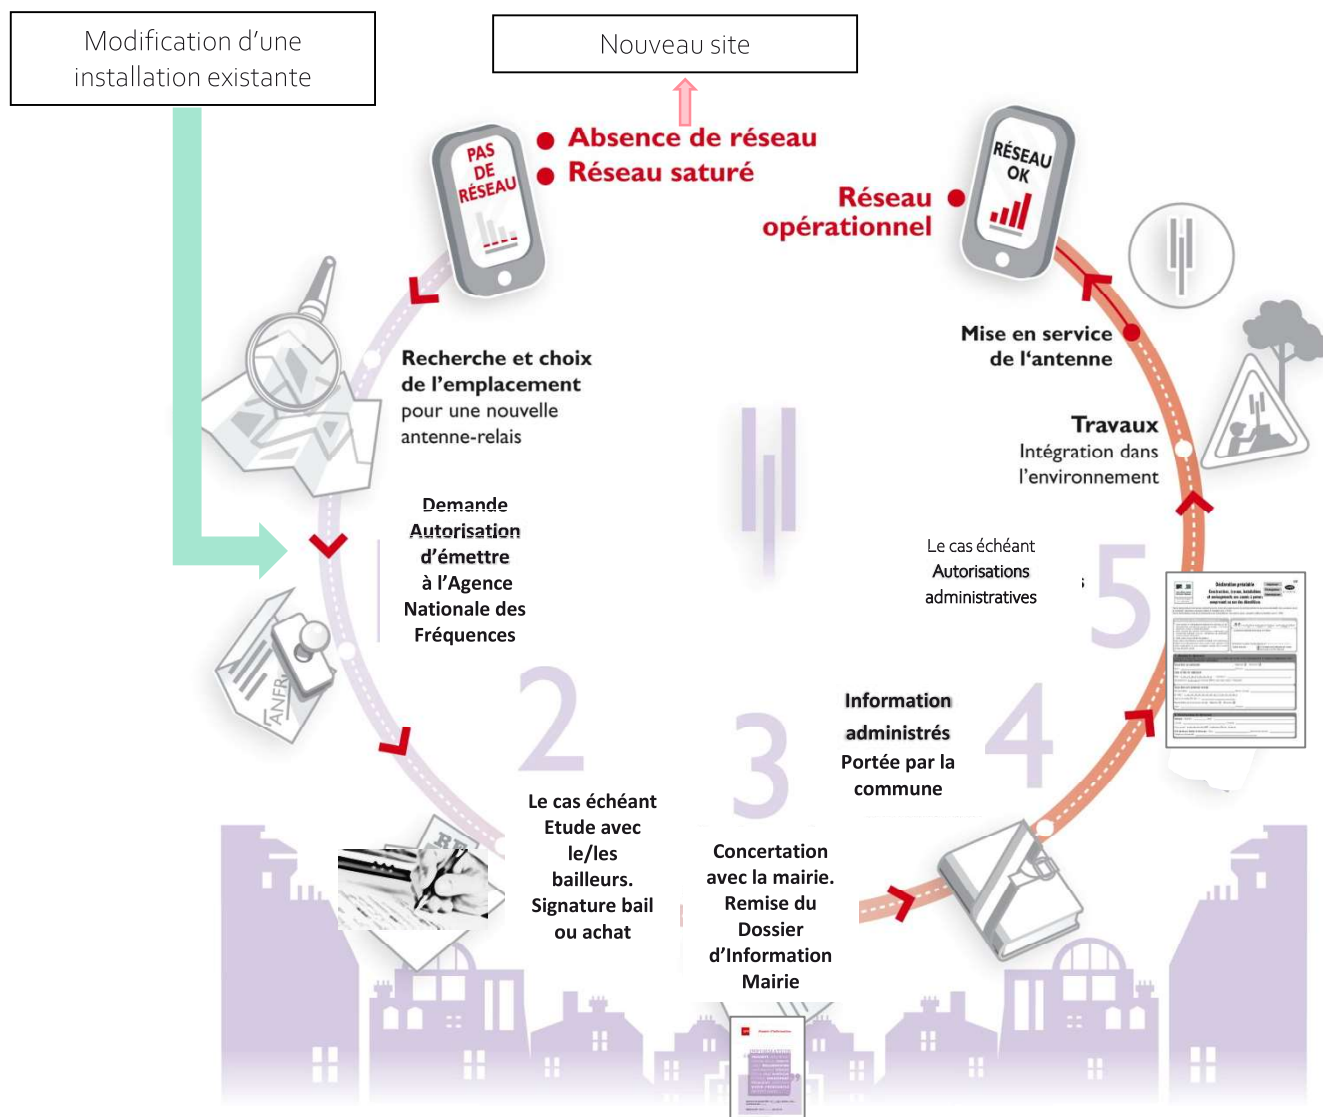 Modification d’une
installation existante
Nouveau site
PAS
DE
RÉSEAU
Absence de réseau
Réseau saturé
RÉSEAU
OK
Réseau
opérationnel
Recherche et choix
de l’emplacement
pour une nouvelle
antenne-relais
Mise en service
de l‘antenne
Travaux
Intégration dans
l’environnement
Demande
Autorisation
d’émettre
à l’Agence
Nationale des
Fréquences
ANFR
Le cas échéant
Autorisations
administratives
5
Déclaration préalable
2
Le cas échéant
Etude avec
le/les
bailleurs.
Signature bail
ou achat
3
Concertation
avec la mairie.
Remise du
Dossier
d’Information
Mairie
4
Information
administrés
Portée par la
commune